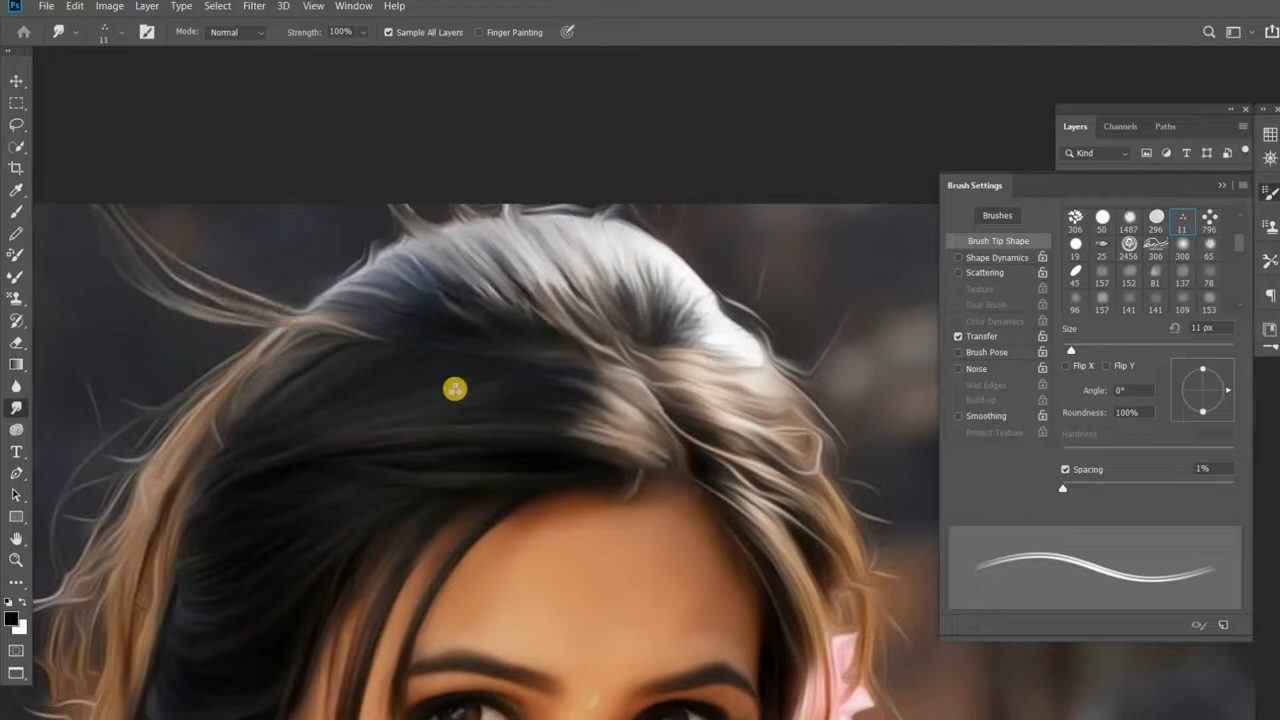 Ps File Edit Image Layer Type Select Filter 3D View Window Help
11 Mode: Normal Strength: 100% Sample All Layers Finger Painting
Layers Channels Paths
Kind
Brush Settings
Brushes
306 50 1487 296 11 796
Brush Tip Shape
19 25 2456 306 300 65
Shape Dynamics
Scattering
45 157 152 81 137 78
Texture
Dual Brush
96 157 141 141 109 153
Color Dynamics
Size 11 px
Transfer
Brush Pose
Noise
Flip X Flip Y
Wet Edges
Angle: 0°
Build-up
Smoothing
Roundness: 100%
Protect Texture
Hardness
Spacing 1%